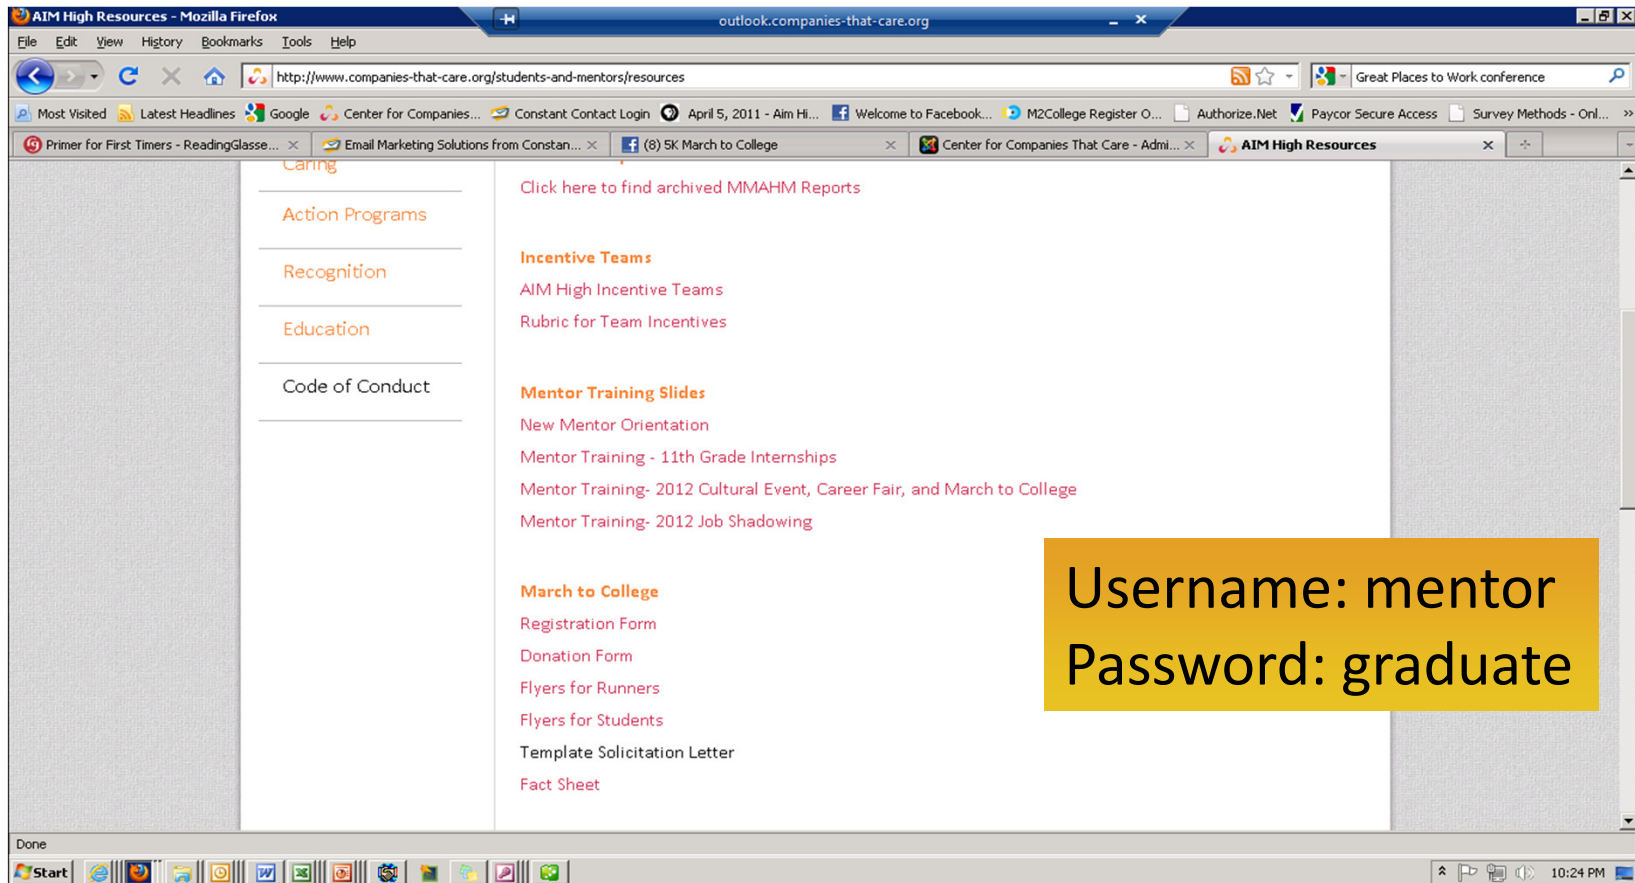 AIM High Resources - Mozilla Firefox
outlook.companies-that-care.org
File Edit View History Bookmarks Tools Help
http://www.companies-that-care.org/students-and-mentors/resources
Great Places to Work conference
Most Visited Latest Headlines Google Center for Companies... Constant Contact Login April 5, 2011 - Aim Hi... Welcome to Facebook... M2College Register O... Authorize.Net Paycor Secure Access Survey Methods - Onl... »
Primer for First Timers - ReadingGlasse... (8) 5K March to College Email Marketing Solutions from Constan... Center for Companies That Care - Admi... AIM High Resources
Caring
Action Programs
Recognition
Education
Code of Conduct
Click here to find archived MMAHM Reports
Incentive Teams
AIM High Incentive Teams
Rubric for Team Incentives
Mentor Training Slides
New Mentor Orientation
Mentor Training - 11th Grade Internships
Mentor Training- 2012 Cultural Event, Career Fair, and March to College
Mentor Training- 2012 Job Shadowing
March to College
Registration Form
Donation Form
Flyers for Runners
Flyers for Students
Template Solicitation Letter
Fact Sheet
Username: mentor
Password: graduate
Done
Start
10:24 PM